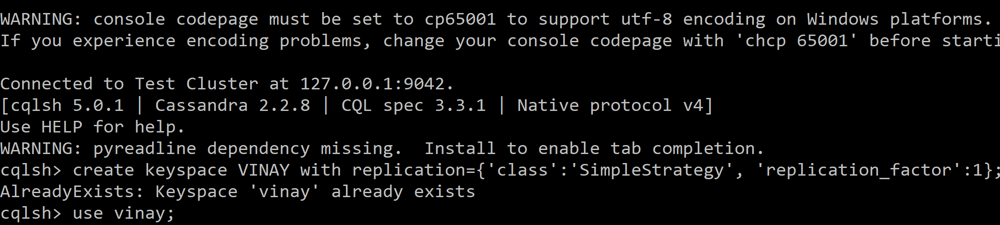 WARNING: console codepage must be set to cp65001 to support utf-8 encoding on Windows platforms.
If you experience encoding problems, change your console codepage with 'chcp 65001' before starti
Connected to Test Cluster at 127.0.0.1:9042.
[cqlsh 5.0.1 | Cassandra 2.2.8 | CQL spec 3.3.1 | Native protocol v4]
Use HELP for help.
WARNING: pyreadline dependency missing.  Install to enable tab completion.
cqlsh> create keyspace VINAY with replication={'class':'SimpleStrategy', 'replication_factor':1};
AlreadyExists: Keyspace 'vinay' already exists
cqlsh> use vinay;